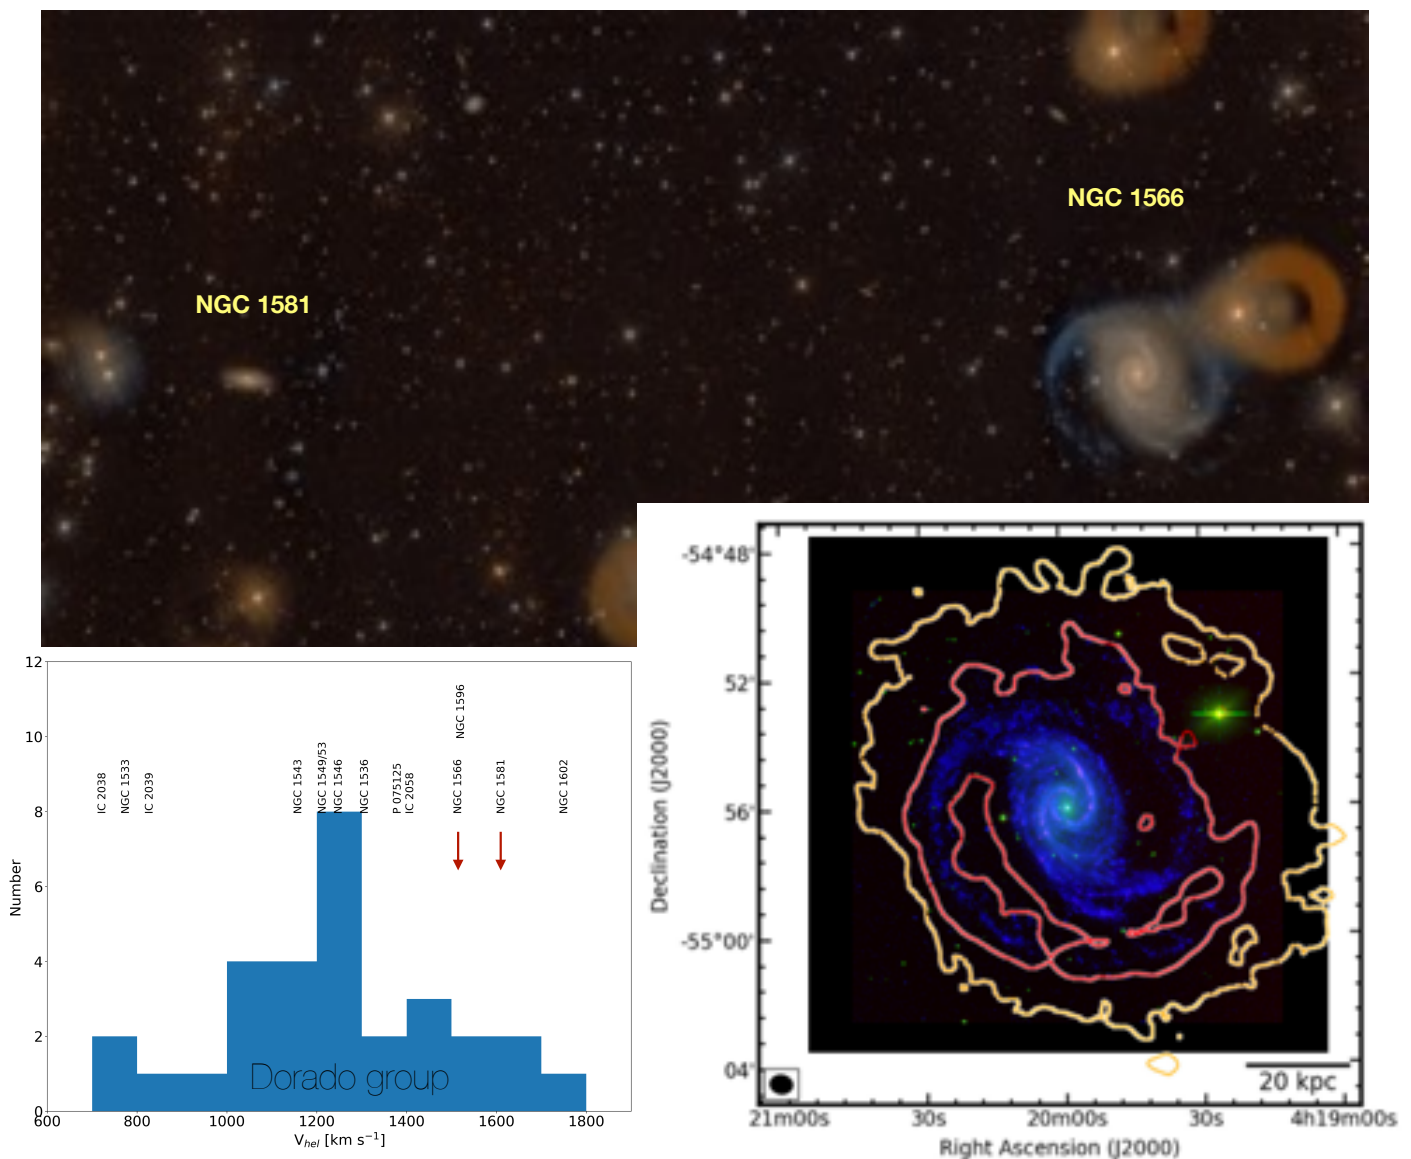 NGC 1566
NGC 1581
12
10
8
6
4
2
0
Number
IC 2038
NGC 1533
IC 2039
NGC 1543
NGC 1549/53
NGC 1546
NGC 1536
P 075125
IC 2058
NGC 1596
NGC 1566
NGC 1581
NGC 1602
Dorado group
600 800 1000 1200 1400 1600 1800
V_hel [km s⁻¹]
-54°48'
52'
56'
-55°00'
04'
Declination (J2000)
20 kpc
21m00s 30s 20m00s 30s 4h19m00s
Right Ascension (J2000)